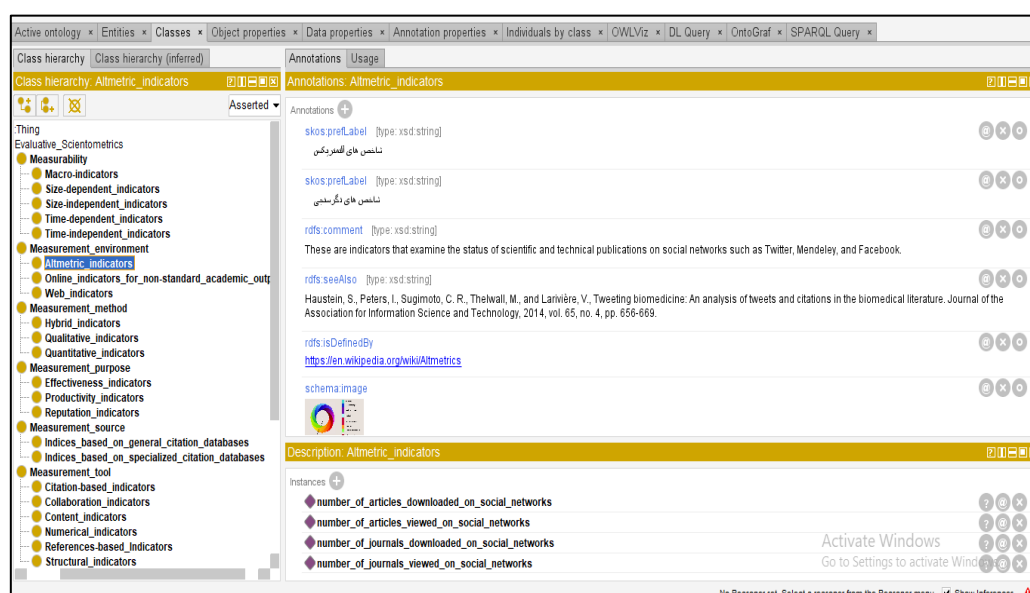 Active ontology × Entities × Classes × Object properties × Data properties × Annotation properties × Individuals by class × OWLViz × DL Query × OntoGraf × SPARQL Query ×
Class hierarchy Class hierarchy (inferred)
Class hierarchy: Altmetric_indicators
Asserted
:Thing
Evaluative_Scientometrics
Measurability
Macro-indicators
Size-dependent_indicators
Size-independent_indicators
Time-dependent_indicators
Time-independent_indicators
Measurement_environment
Altmetric_indicators
Online_indicators_for_non-standard_academic_outp
Web_indicators
Measurement_method
Hybrid_indicators
Qualitative_indicators
Quantitative_indicators
Measurement_purpose
Effectiveness_indicators
Productivity_indicators
Reputation_indicators
Measurement_source
Indices_based_on_general_citation_databases
Indices_based_on_specialized_citation_databases
Measurement_tool
Citation-based_indicators
Collaboration_indicators
Content_indicators
Numerical_indicators
References-based_Indicators
Structural_indicators
Annotations Usage
Annotations: Altmetric_indicators
Annotations
skos:prefLabel [type: xsd:string]
شاخص های آلتمتریکس
skos:prefLabel [type: xsd:string]
شاخص های دگرسنجی
rdfs:comment [type: xsd:string]
These are indicators that examine the status of scientific and technical publications on social networks such as Twitter, Mendeley, and Facebook.
rdfs:seeAlso [type: xsd:string]
Haustein, S., Peters, I., Sugimoto, C. R., Thelwall, M., and Larivière, V., Tweeting biomedicine: An analysis of tweets and citations in the biomedical literature. Journal of the
Association for Information Science and Technology, 2014, vol. 65, no. 4, pp. 656-669.
rdfs:isDefinedBy
https://en.wikipedia.org/wiki/Altmetrics
schema:image
Description: Altmetric_indicators
Instances
number_of_articles_downloaded_on_social_networks
number_of_articles_viewed_on_social_networks
number_of_journals_downloaded_on_social_networks
number_of_journals_viewed_on_social_networks
Activate Windows
Go to Settings to activate Wind